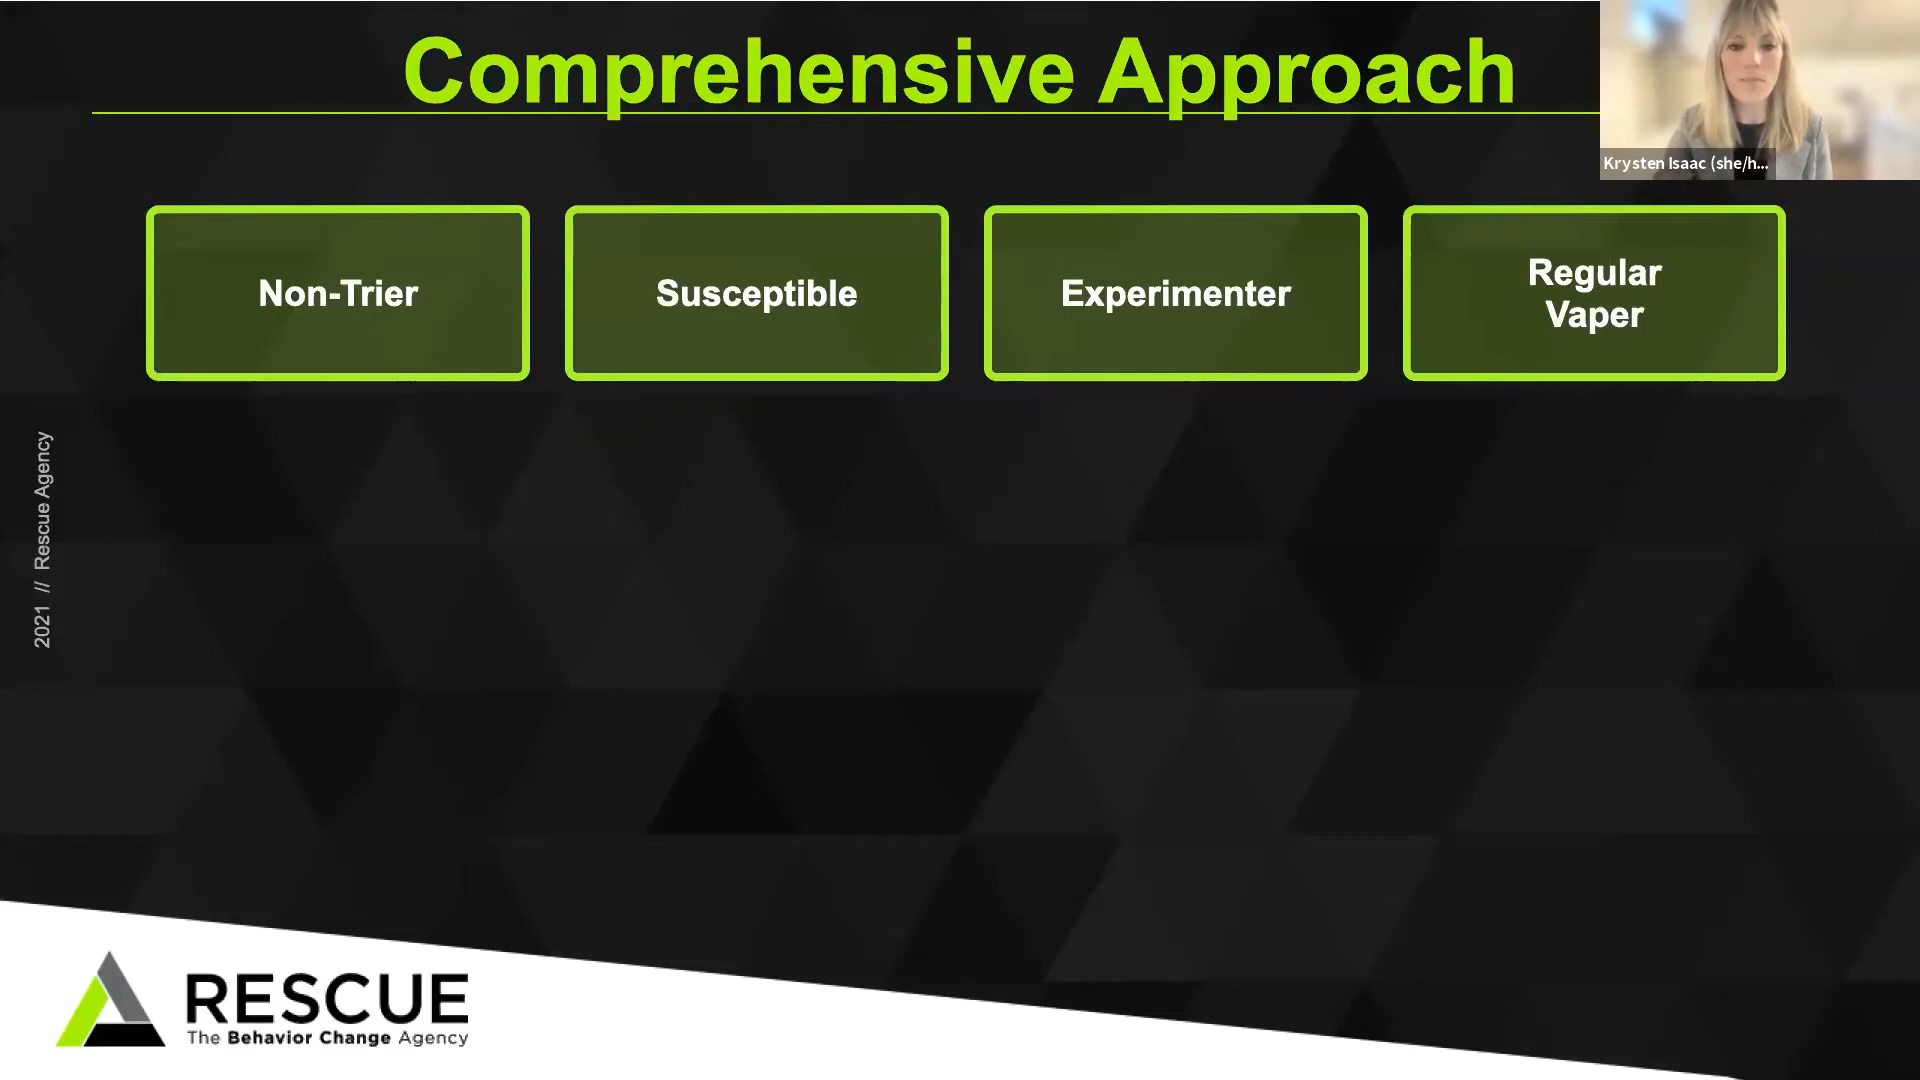 Comprehensive Approach
Krysten Isaac (she/h...
Non-Trier
Susceptible
Experimenter
Regular
Vaper
2021 // Rescue Agency
RESCUE
The Behavior Change Agency